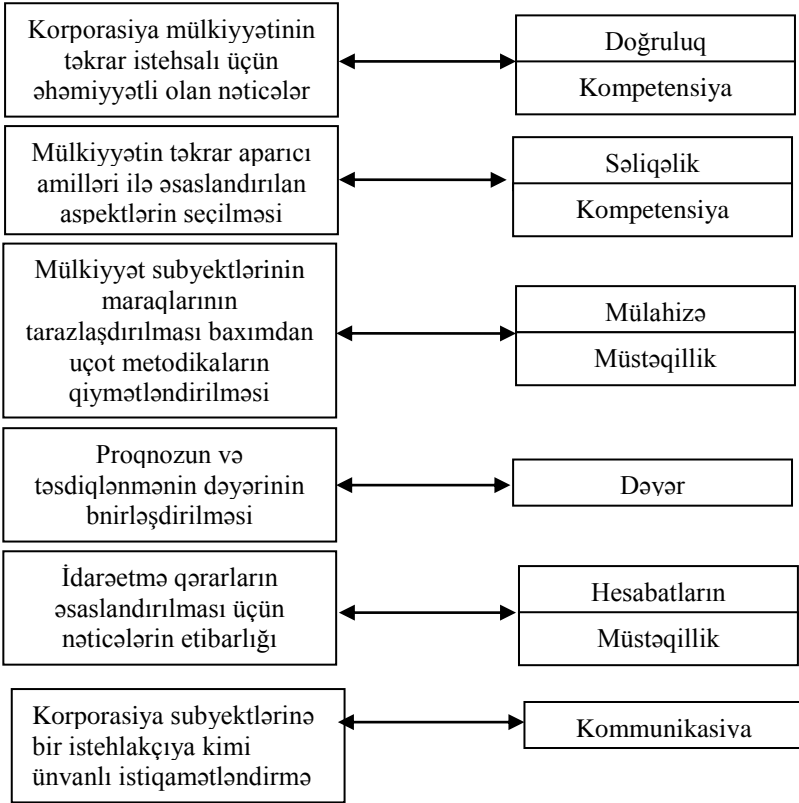 Korporasiya mülkiyyətinin
təkrar istehsalı üçün
əhəmiyyətli olan nəticələr
Doğruluq
Kompetensiya
Mülkiyyətin təkrar aparıcı
amilləri ilə əsaslandırılan
aspektlərin seçilməsi
Səliqəlik
Kompetensiya
Mülkiyyət subyektlərinin
maraqlarının
tarazlaşdırılması baxımdan
uçot metodikaların
qiymətləndirilməsi
Mülahizə
Müstəqillik
Proqnozun və
təsdiqlənmənin dəyərinin
bnirləşdirilməsi
Dəyər
İdarəetmə qərarların
əsaslandırılması üçün
nəticələrin etibarlığı
Hesabatların
Müstəqillik
Korporasiya subyektlərinə
bir istehlakçıya kimi
ünvanlı istiqamətləndirmə
Kommunikasiya